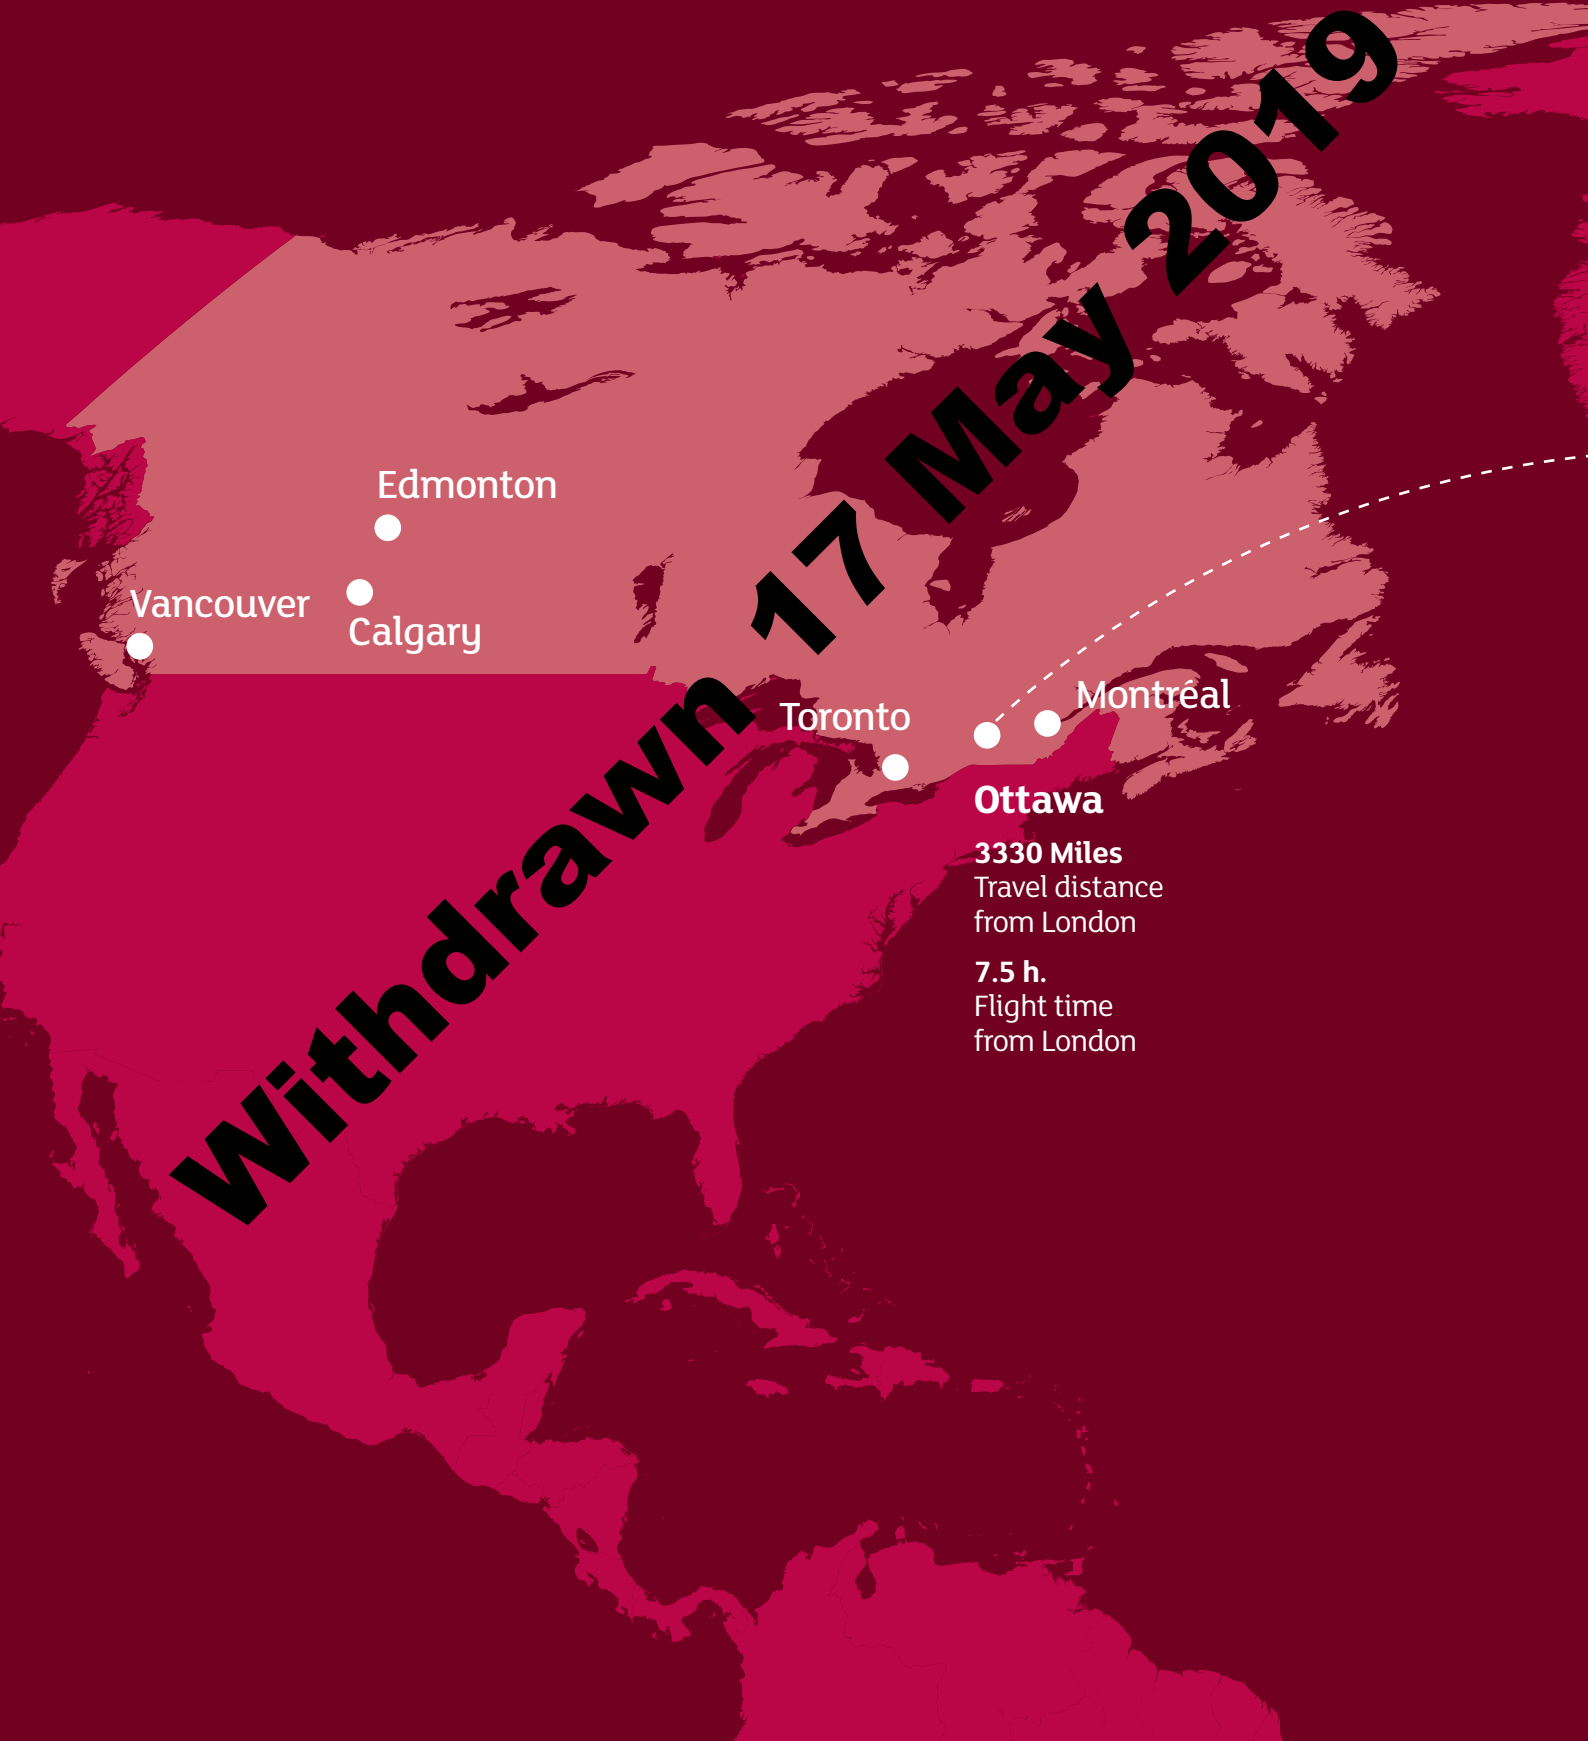 Withdrawn 17 May 2019
Edmonton
Vancouver
Calgary
Montréal
Toronto
Ottawa
3330 Miles
Travel distance
from London
7.5 h.
Flight time
from London